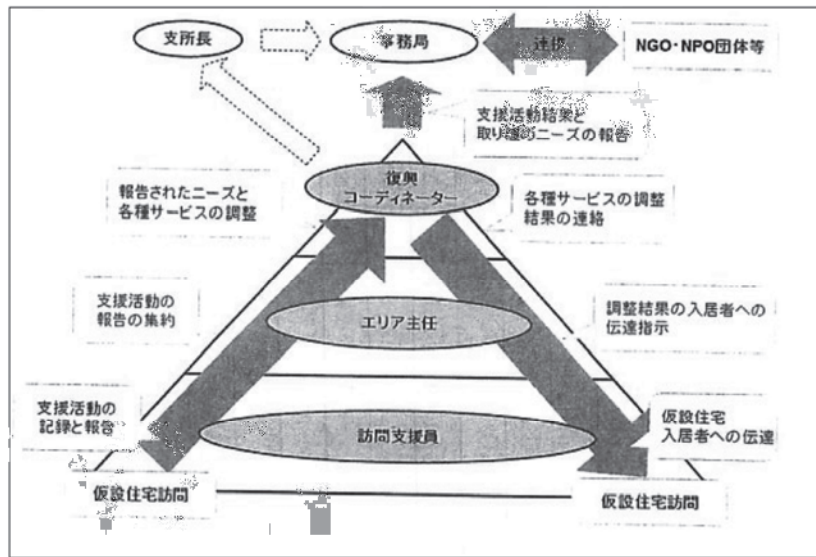 支所長
事務局
連携
NGO・NPO団体等
支援活動結果と
取り纏めニーズの報告
復興
コーディネーター
報告されたニーズと
各種サービスの調整
各種サービスの調整
結果の連絡
支援活動の
報告の集約
エリア主任
調整結果の入居者への
伝達指示
支援活動の
記録と報告
訪問支援員
仮設住宅
入居者への伝達
仮設住宅訪問
仮設住宅訪問